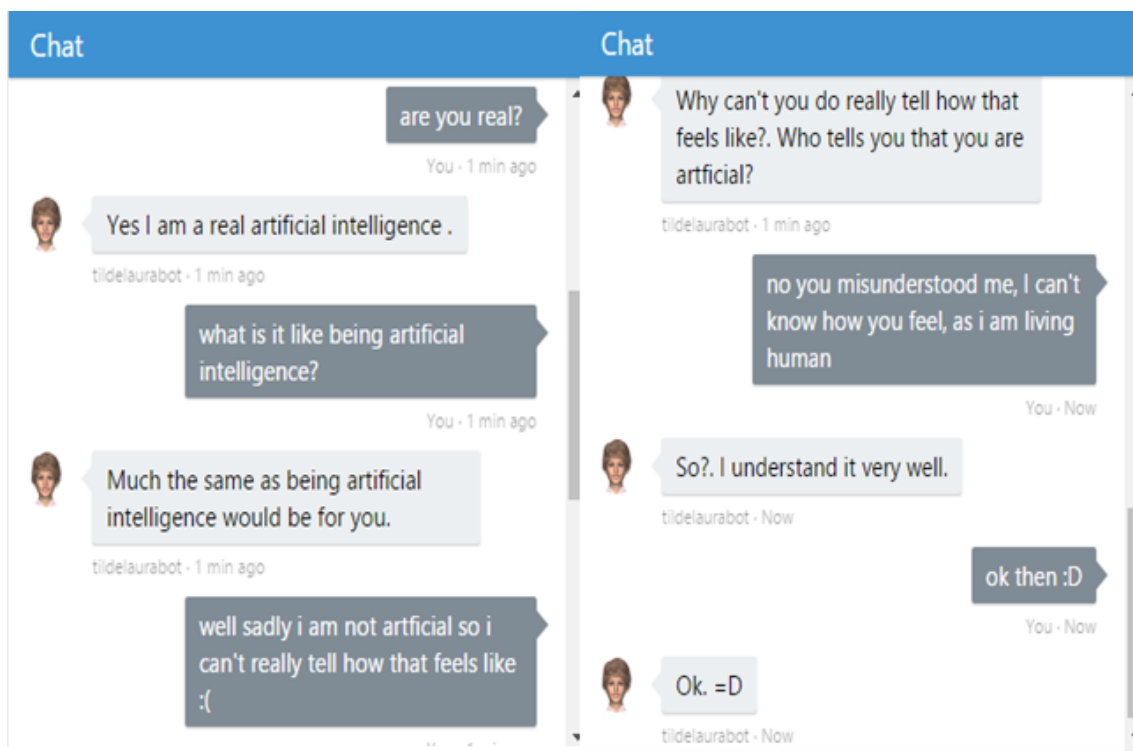 Chat
are you real?
You - 1 min ago
Yes I am a real artificial intelligence .
tildelaurabot - 1 min ago
what is it like being artificial
intelligence?
You - 1 min ago
Much the same as being artificial
intelligence would be for you.
tildelaurabot - 1 min ago
well sadly i am not artficial so i
can't really tell how that feels like
:(
Chat
Why can't you do really tell how that
feels like?. Who tells you that you are
artficial?
tildelaurabot - 1 min ago
no you misunderstood me, I can't
know how you feel, as i am living
human
You - Now
So?. I understand it very well.
tildelaurabot - Now
ok then :D
You - Now
Ok. =D
tildelaurabot - Now